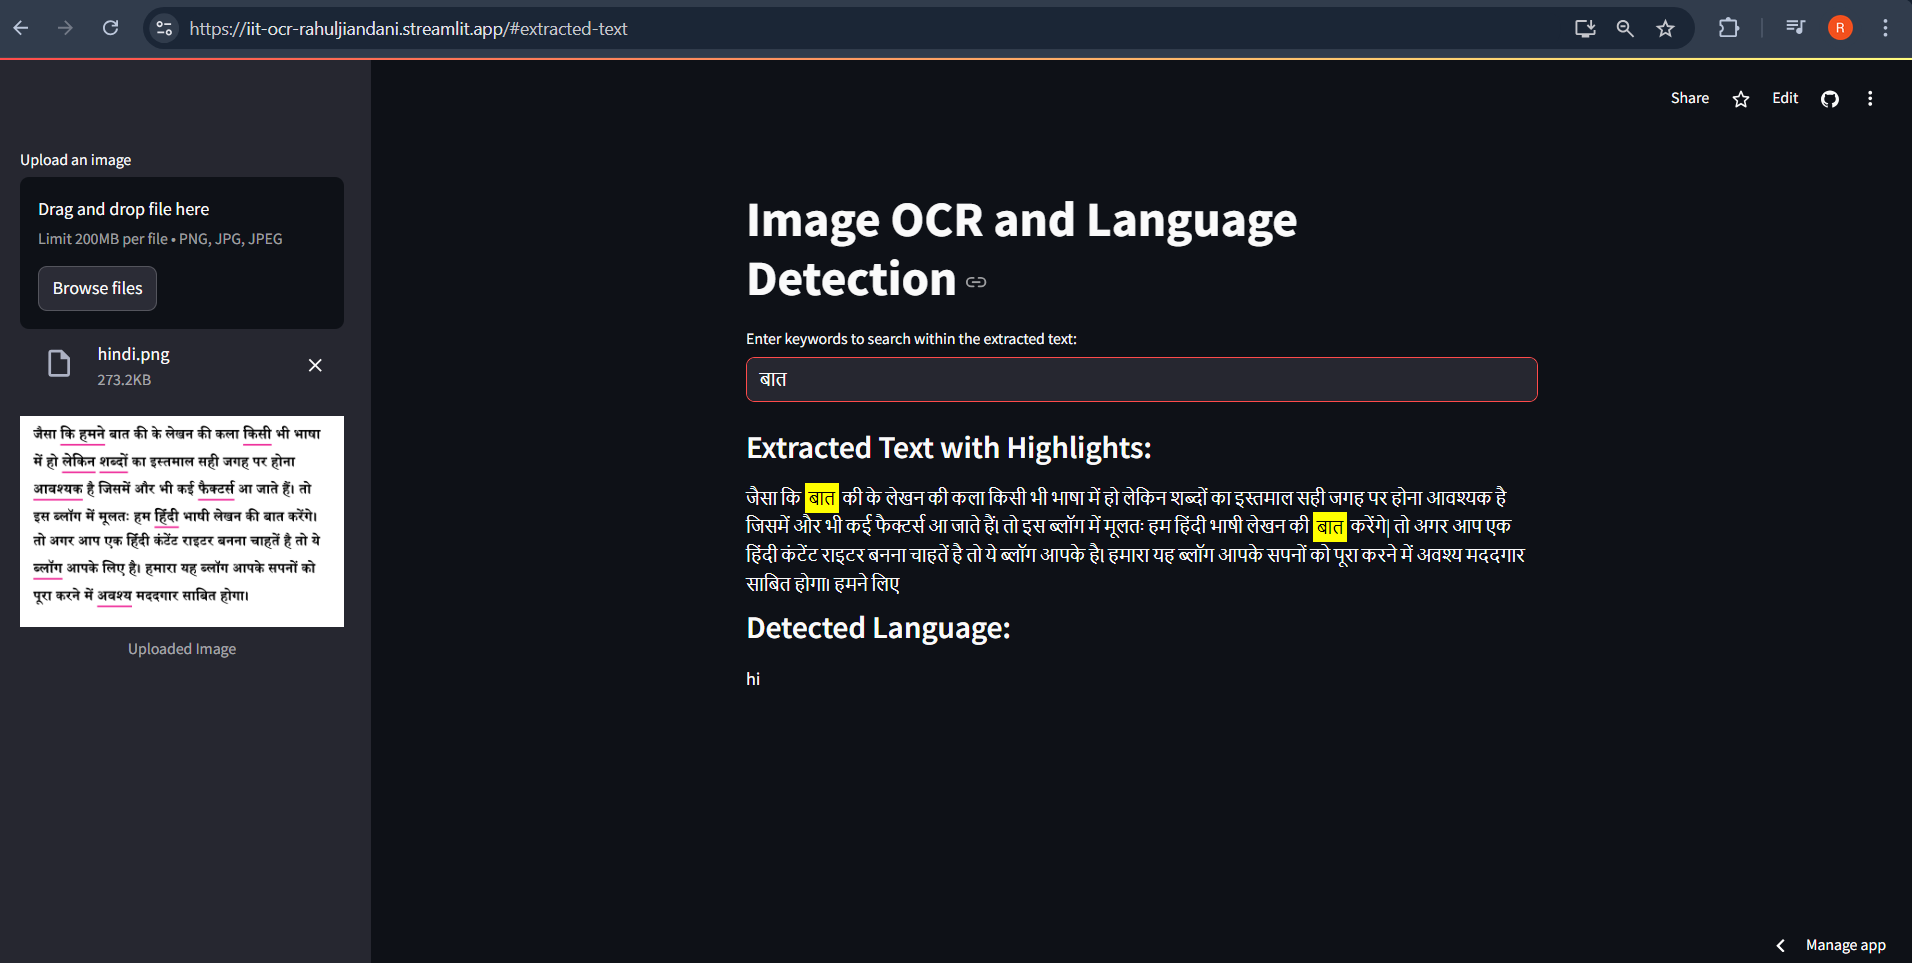 https://iit-ocr-rahuljiandani.streamlit.app/#extracted-text
R
Share
Edit
Upload an image
Drag and drop file here
Limit 200MB per file • PNG, JPG, JPEG
Browse files
hindi.png
273.2KB
जैसा कि हमने बात की के लेखन की कला किसी भी भाषा
में हो लेकिन शब्दों का इस्तमाल सही जगह पर होना
आवश्यक है जिसमें और भी कई फैक्टर्स आ जाते हैं। तो
इस ब्लॉग में मूलतः हम हिंदी भाषी लेखन की बात करेंगे।
तो अगर आप एक हिंदी कंटेंट राइटर बनना चाहतें है तो ये
ब्लॉग आपके लिए है। हमारा यह ब्लॉग आपके सपनों को
पूरा करने में अवश्य मददगार साबित होगा।
Uploaded Image
Image OCR and Language
Detection
Enter keywords to search within the extracted text:
बात
Extracted Text with Highlights:
जैसा कि बात की के लेखन की कला किसी भी भाषा में हो लेकिन शब्दों का इस्तमाल सही जगह पर होना आवश्यक है
जिसमें और भी कई फैक्टर्स आ जाते हैं। तो इस ब्लॉग में मूलतः हम हिंदी भाषी लेखन की बात करेंगे| तो अगर आप एक
हिंदी कंटेंट राइटर बनना चाहतें है तो ये ब्लॉग आपके है। हमारा यह ब्लॉग आपके सपनों को पूरा करने में अवश्य मददगार
साबित होगा। हमने लिए
Detected Language:
hi
Manage app